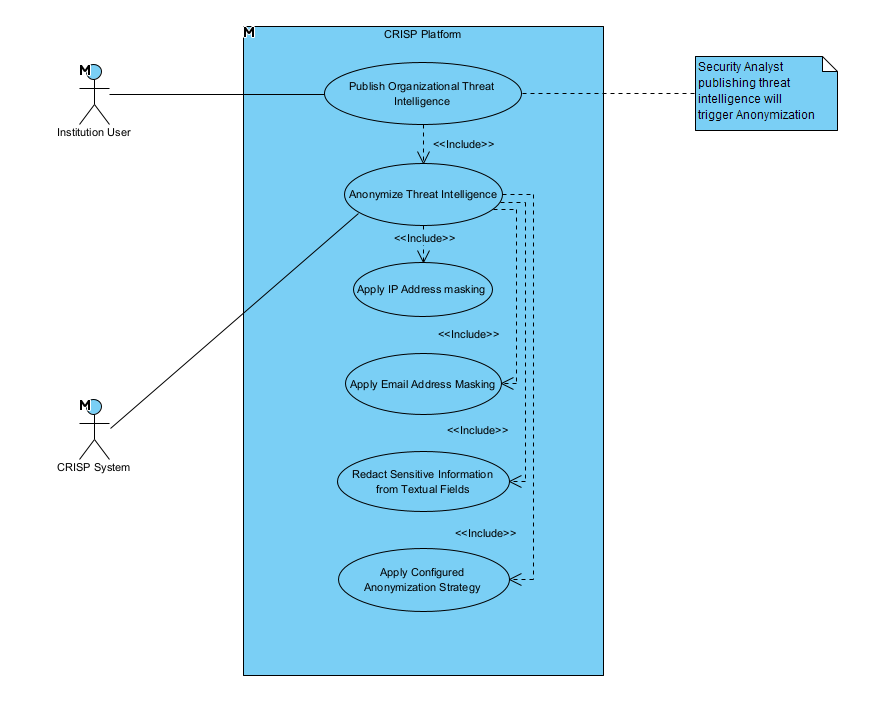 CRISP Platform
Publish Organizational Threat
Intelligence
Security Analyst
publishing threat
intelligence will
trigger Anonymization
Institution User
<<Include>>
Anonymize Threat Intelligence
<<Include>>
Apply IP Address masking
<<Include>>
Apply Email Address Masking
<<Include>>
CRISP System
Redact Sensitive Information
from Textual Fields
<<Include>>
Apply Configured
Anonymization Strategy